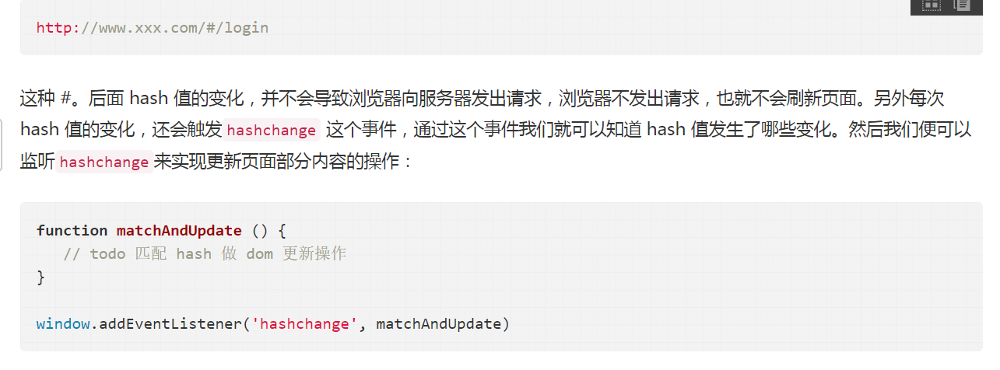 http://www.xxx.com/#/login
这种 #。后面 hash 值的变化，并不会导致浏览器向服务器发出请求，浏览器不发出请求，也就不会刷新页面。另外每次
hash 值的变化，还会触发 hashchange 这个事件，通过这个事件我们就可以知道 hash 值发生了哪些变化。然后我们便可以
监听 hashchange 来实现更新页面部分内容的操作：
function matchAndUpdate () {
   // todo 匹配 hash 做 dom 更新操作
}
window.addEventListener('hashchange', matchAndUpdate)